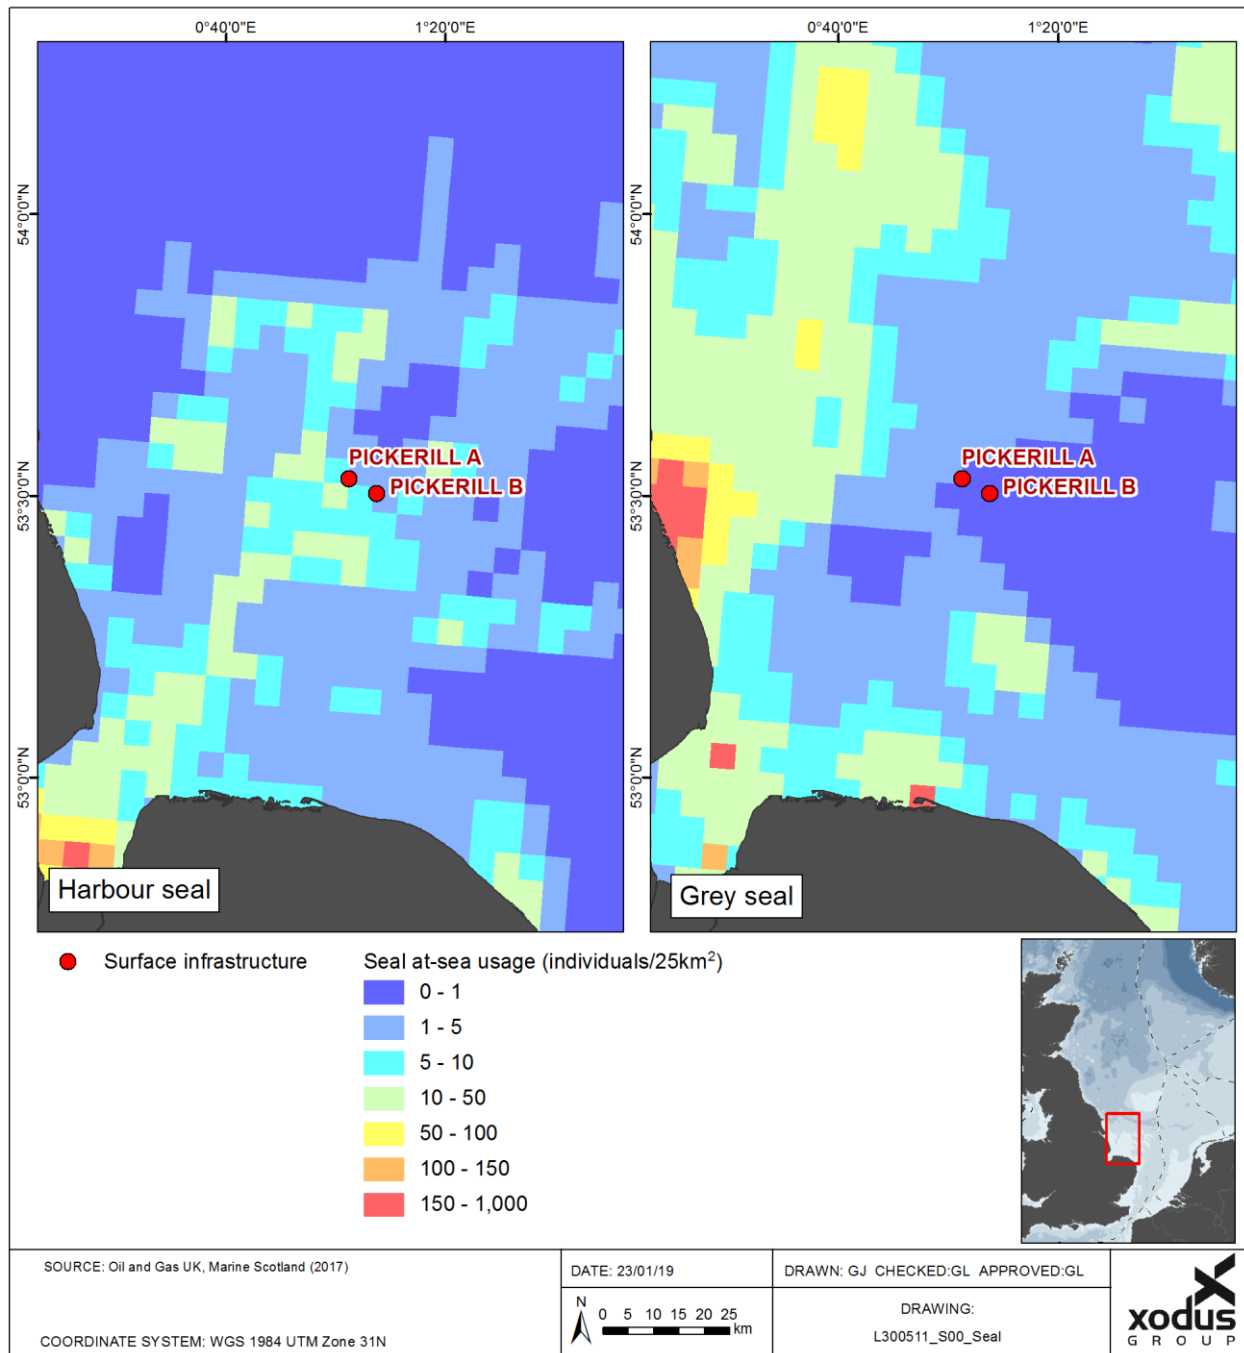 0°40'0"E 1°20'0"E 0°40'0"E 1°20'0"E
54°0'0"N 54°0'0"N
PICKERILL A PICKERILL A
PICKERILL B PICKERILL B
53°30'0"N 53°30'0"N
53°0'0"N 53°0'0"N
Harbour seal Grey seal
Surface infrastructure
Seal at-sea usage (individuals/25km²)
0 - 1
1 - 5
5 - 10
10 - 50
50 - 100
100 - 150
150 - 1,000
SOURCE: Oil and Gas UK, Marine Scotland (2017)
COORDINATE SYSTEM: WGS 1984 UTM Zone 31N
DATE: 23/01/19
N
0 5 10 15 20 25
km
DRAWN: GJ CHECKED:GL APPROVED:GL
DRAWING:
L300511_S00_Seal
xodus
GROUP